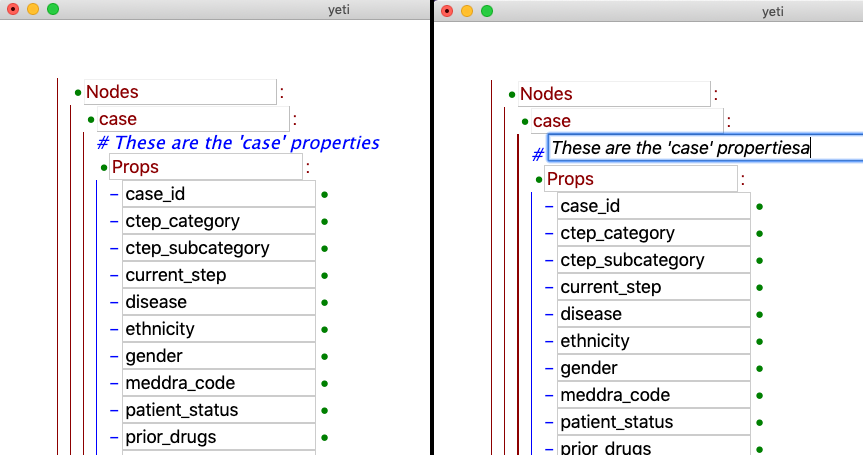 yeti
Nodes :
case :
# These are the 'case' properties
Props :
– case_id
– ctep_category
– ctep_subcategory
– current_step
– disease
– ethnicity
– gender
– meddra_code
– patient_status
– prior_drugs
yeti
Nodes :
case :
# These are the 'case' propertiesa
Props :
– case_id
– ctep_category
– ctep_subcategory
– current_step
– disease
– ethnicity
– gender
– meddra_code
– patient_status
– prior_drugs